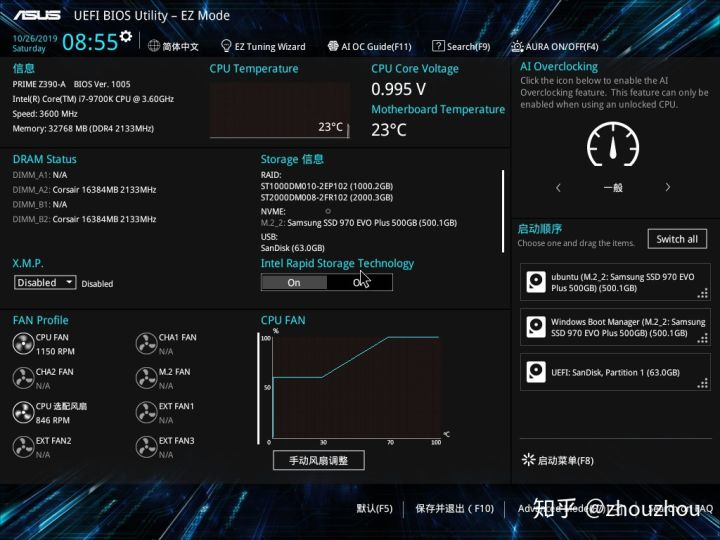 ASUS UEFI BIOS Utility – EZ Mode
10/26/2019
Saturday
08:55
简体中文
EZ Tuning Wizard
AI OC Guide(F11)
Search(F9)
AURA ON/OFF(F4)
信息
PRIME Z390-A BIOS Ver. 1005
Intel(R) Core(TM) i7-9700K CPU @ 3.60GHz
Speed: 3600 MHz
Memory: 32768 MB (DDR4 2133MHz)
CPU Temperature
23°C
CPU Core Voltage
0.995 V
Motherboard Temperature
23°C
AI Overclocking
Click the icon below to enable the AI
Overclocking feature. This feature can only be
enabled when using an unlocked CPU.
一般
DRAM Status
DIMM_A1: N/A
DIMM_A2: Corsair 16384MB 2133MHz
DIMM_B1: N/A
DIMM_B2: Corsair 16384MB 2133MHz
Storage 信息
RAID:
ST1000DM010-2EP102 (1000.2GB)
ST2000DM008-2FR102 (2000.3GB)
NVME:
M.2_2: Samsung SSD 970 EVO Plus 500GB (500.1GB)
USB:
SanDisk (63.0GB)
X.M.P.
Disabled
Disabled
Intel Rapid Storage Technology
On
启动顺序
Choose one and drag the items.
Switch all
ubuntu (M.2_2: Samsung SSD 970 EVO
Plus 500GB) (500.1GB)
Windows Boot Manager (M.2_2: Samsung
SSD 970 EVO Plus 500GB) (500.1GB)
UEFI: SanDisk, Partition 1 (63.0GB)
FAN Profile
CPU FAN
1150 RPM
CHA1 FAN
N/A
CHA2 FAN
N/A
M.2 FAN
N/A
CPU 选配风扇
846 RPM
EXT FAN1
N/A
EXT FAN2
N/A
EXT FAN3
N/A
CPU FAN
%
100
50
0
30
70
100
°C
手动风扇调整
启动菜单(F8)
默认(F5)
保存并退出（F10)
知乎 @zhouzhou